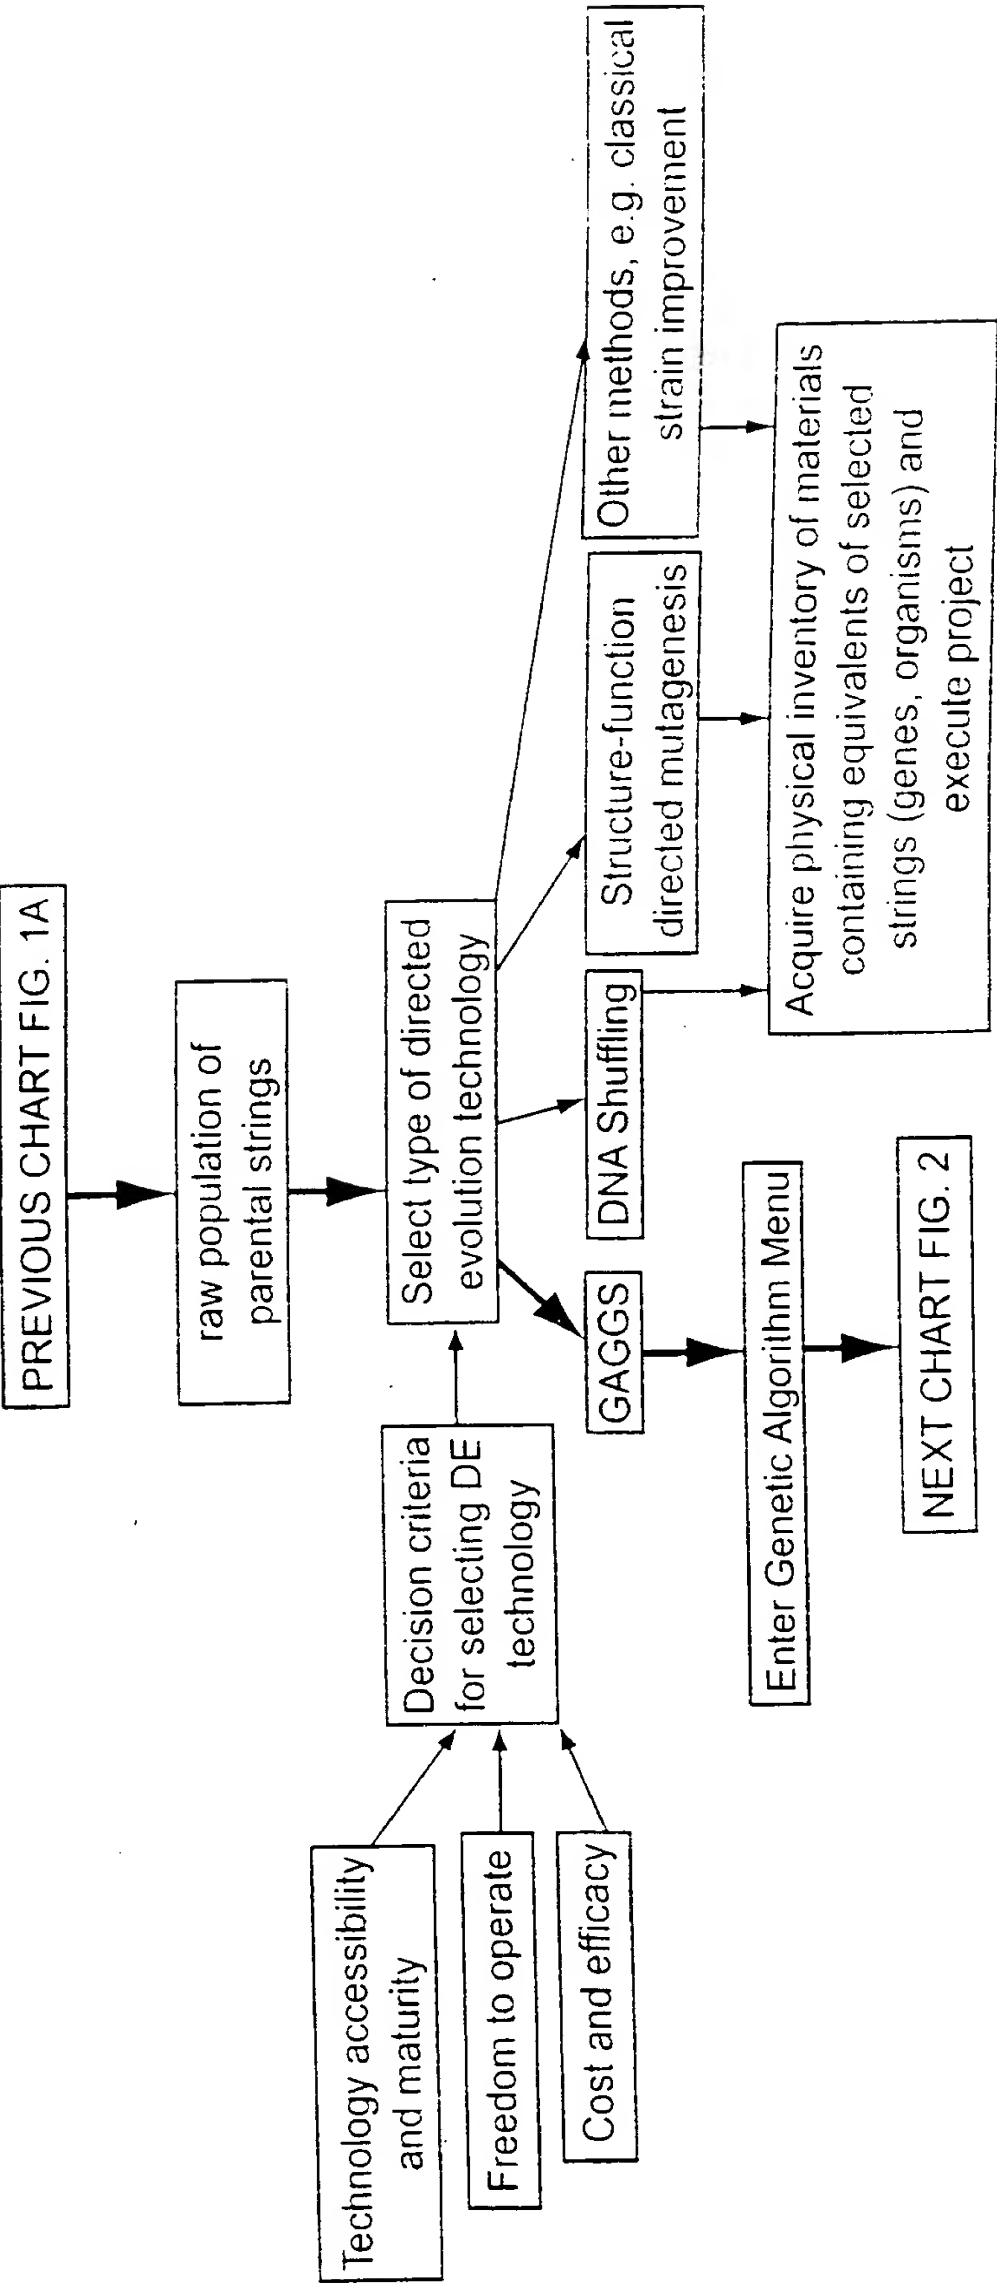 PREVIOUS CHART FIG. 1A
raw population of
parental strings
Technology accessibility
and maturity
Freedom to operate
Cost and efficacy
Decision criteria
for selecting DE
technology
Select type of directed
evolution technology
GAGGS
DNA Shuffling
Structure-function
directed mutagenesis
Other methods, e.g. classical
strain improvement
Enter Genetic Algorithm Menu
Acquire physical inventory of materials
containing equivalents of selected
strings (genes, organisms) and
execute project
NEXT CHART FIG. 2